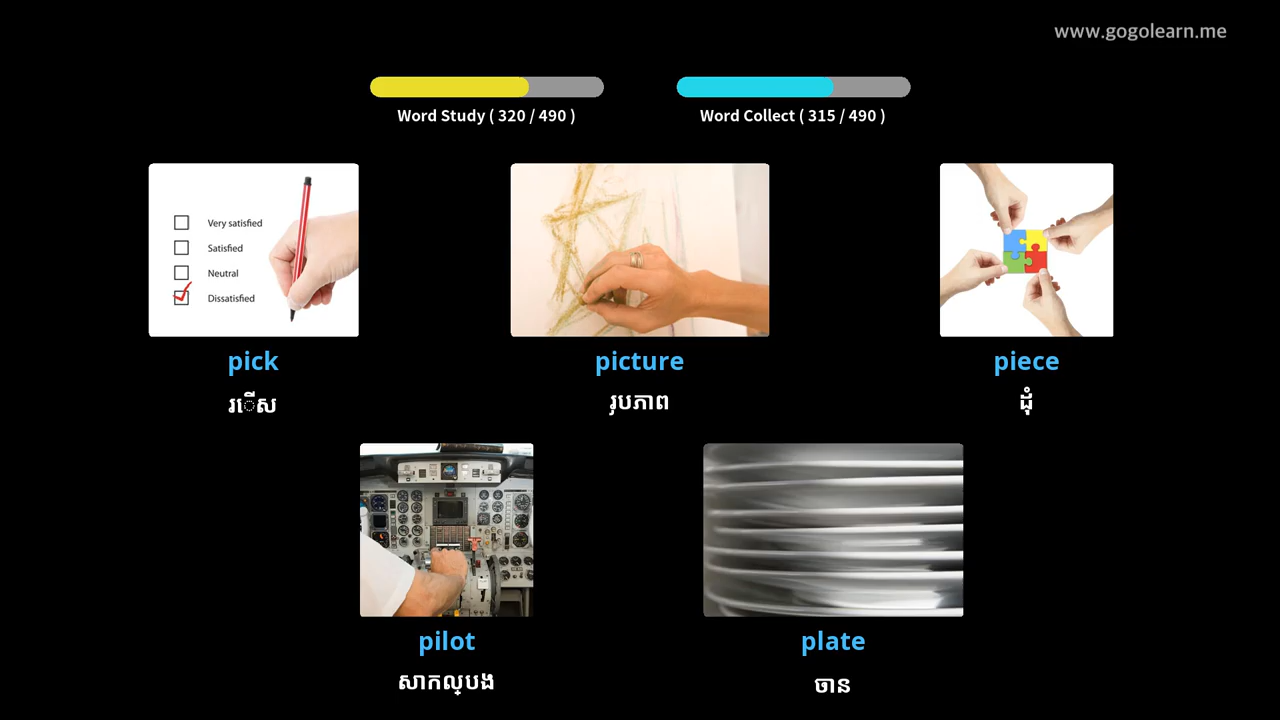 www.gogolearn.me
Word Study ( 320 / 490 )
Word Collect ( 315 / 490 )
Very satisfied
Satisfied
Neutral
Dissatisfied
pick
picture
piece
រើស
រូបភាព
ដុំ
pilot
plate
សាកល្បង
ចាន